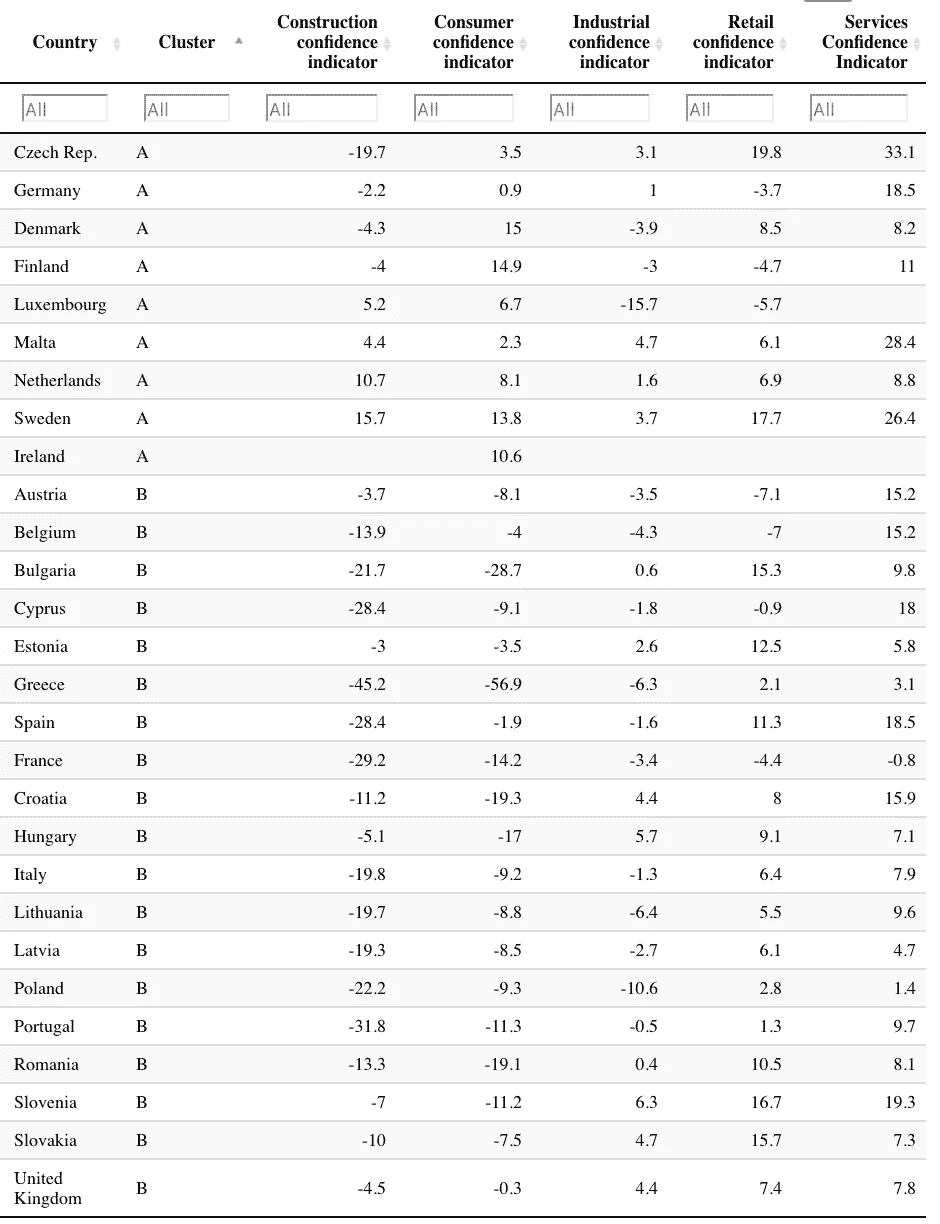 Country Cluster Construction confidence indicator Consumer confidence indicator Industrial confidence indicator Retail confidence indicator Services Confidence Indicator
All All All All All All All
Czech Rep. A -19.7 3.5 3.1 19.8 33.1
Germany A -2.2 0.9 1 -3.7 18.5
Denmark A -4.3 15 -3.9 8.5 8.2
Finland A -4 14.9 -3 -4.7 11
Luxembourg A 5.2 6.7 -15.7 -5.7
Malta A 4.4 2.3 4.7 6.1 28.4
Netherlands A 10.7 8.1 1.6 6.9 8.8
Sweden A 15.7 13.8 3.7 17.7 26.4
Ireland A 10.6
Austria B -3.7 -8.1 -3.5 -7.1 15.2
Belgium B -13.9 -4 -4.3 -7 15.2
Bulgaria B -21.7 -28.7 0.6 15.3 9.8
Cyprus B -28.4 -9.1 -1.8 -0.9 18
Estonia B -3 -3.5 2.6 12.5 5.8
Greece B -45.2 -56.9 -6.3 2.1 3.1
Spain B -28.4 -1.9 -1.6 11.3 18.5
France B -29.2 -14.2 -3.4 -4.4 -0.8
Croatia B -11.2 -19.3 4.4 8 15.9
Hungary B -5.1 -17 5.7 9.1 7.1
Italy B -19.8 -9.2 -1.3 6.4 7.9
Lithuania B -19.7 -8.8 -6.4 5.5 9.6
Latvia B -19.3 -8.5 -2.7 6.1 4.7
Poland B -22.2 -9.3 -10.6 2.8 1.4
Portugal B -31.8 -11.3 -0.5 1.3 9.7
Romania B -13.3 -19.1 0.4 10.5 8.1
Slovenia B -7 -11.2 6.3 16.7 19.3
Slovakia B -10 -7.5 4.7 15.7 7.3
United Kingdom B -4.5 -0.3 4.4 7.4 7.8